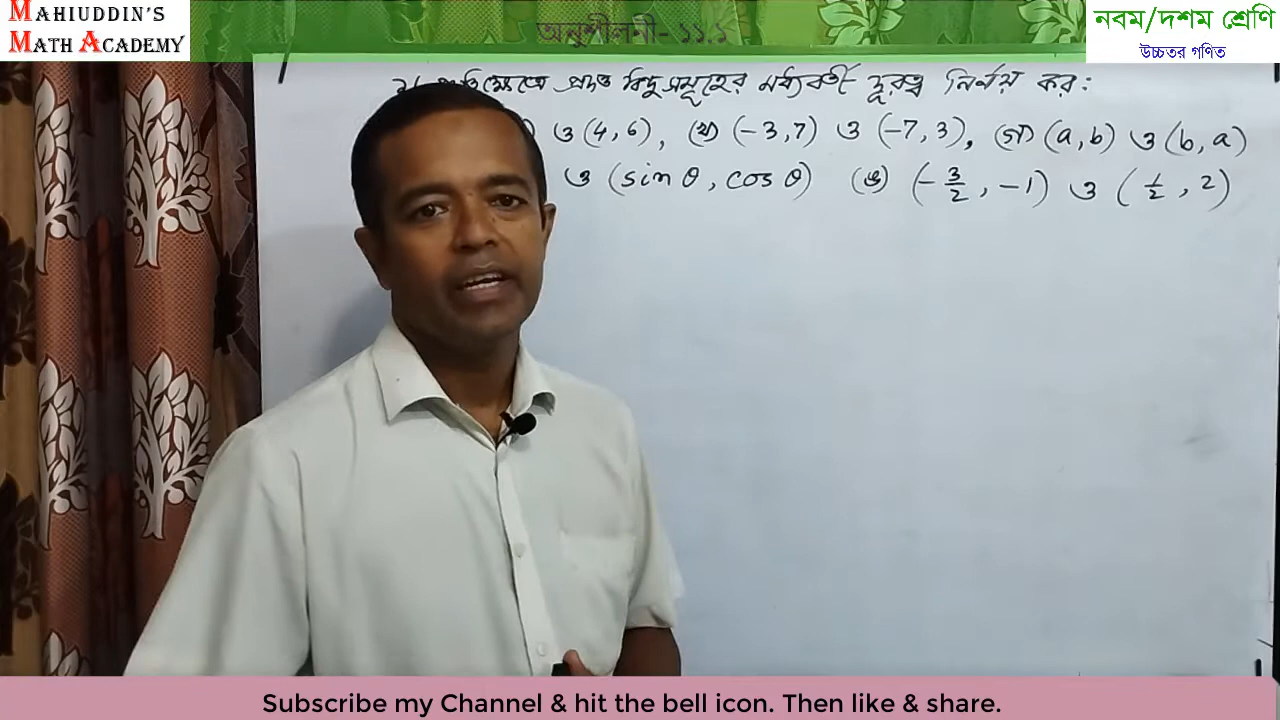 MAHIUDDIN'S
MATH ACADEMY
অনুশীলনী- ১১.১
নবম/দশম শ্রেণি
উচ্চতর গণিত
প্রদত্ত বিন্দুসমূহের মধ্যবর্তী দূরত্ব নির্ণয় কর:
ও (4, 6), (খ) (-3, 7) ও (-7, 3), (গ) (a, b) ও (b, a)
ও (sin θ, cos θ) (ঙ) (-3/2, -1) ও (1/2, 2)
Subscribe my Channel & hit the bell icon. Then like & share.